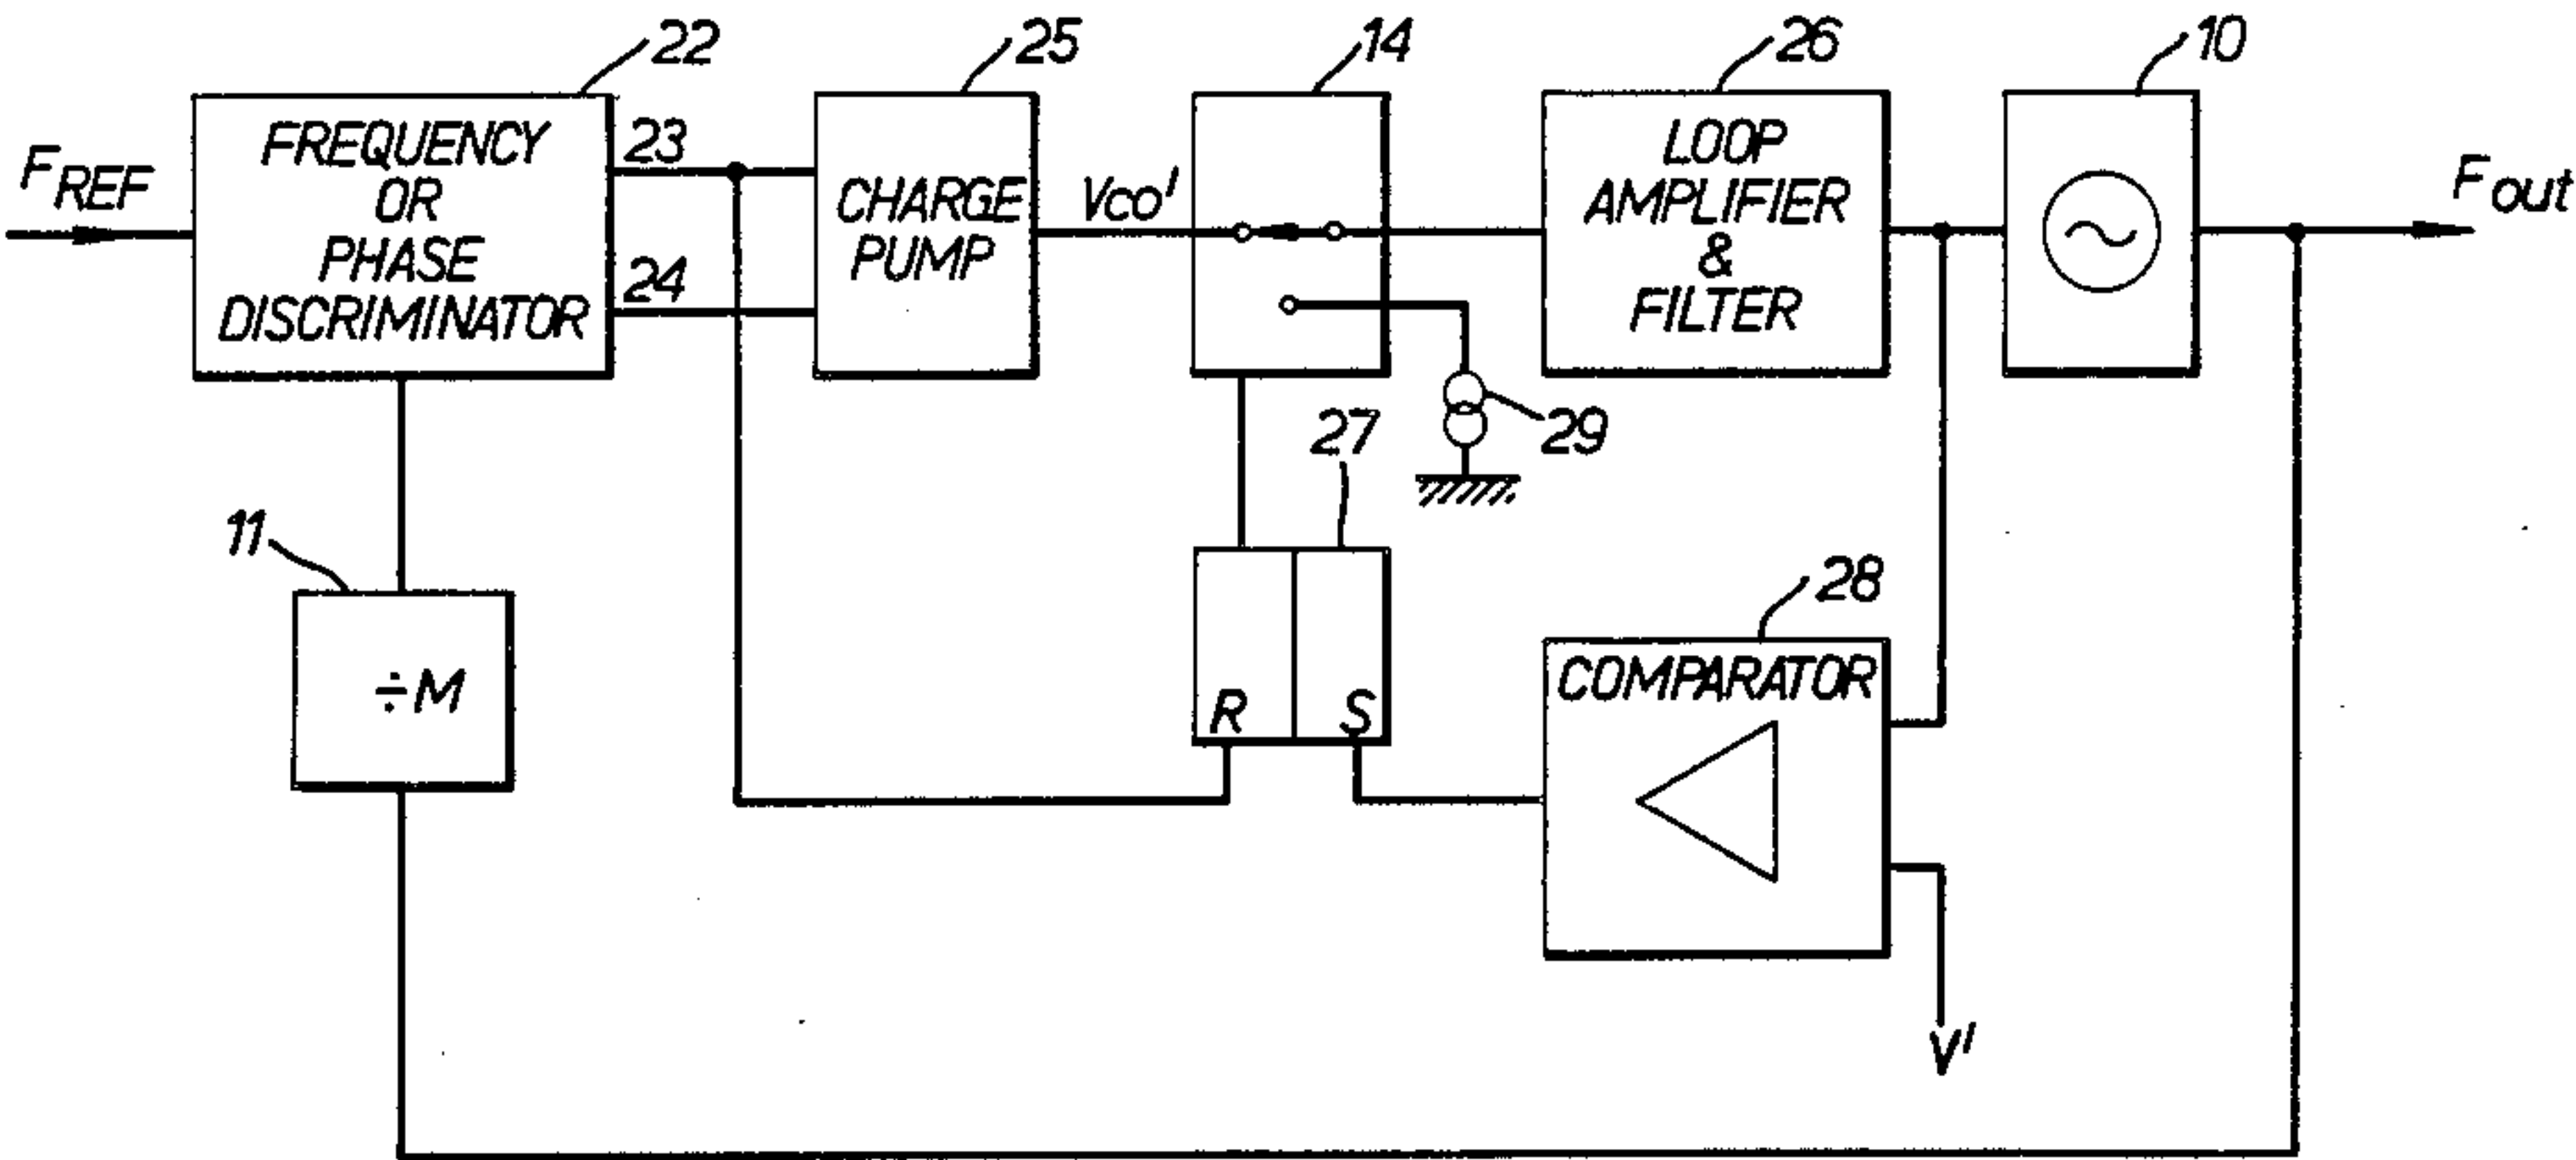 22
25
14
26
10
F_REF
FREQUENCY
OR
PHASE
DISCRIMINATOR
23
24
CHARGE
PUMP
Vco'
LOOP
AMPLIFIER
&
FILTER
Fout
29
27
11
÷M
R
S
28
COMPARATOR
V'